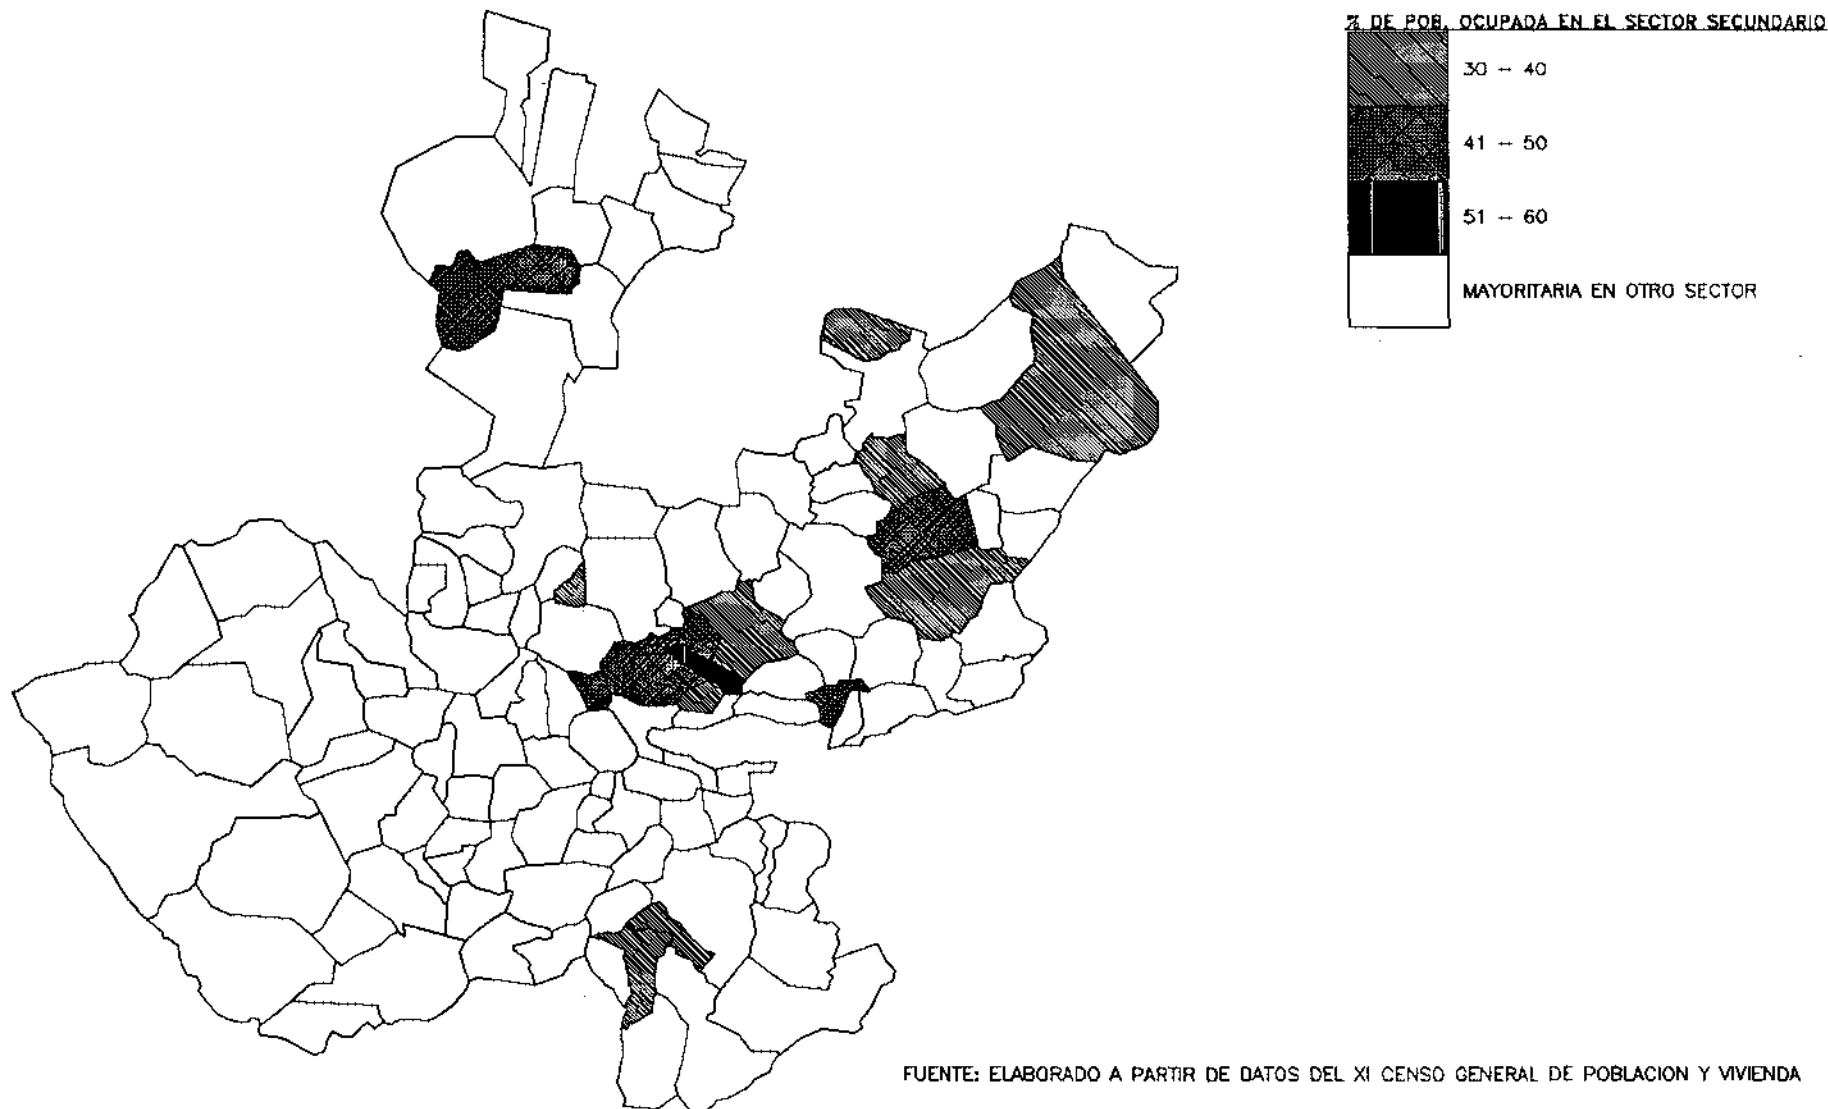 % DE POB. OCUPADA EN EL SECTOR SECUNDARIO
30 -- 40
41 -- 50
51 -- 60
MAYORITARIA EN OTRO SECTOR
FUENTE: ELABORADO A PARTIR DE DATOS DEL XI CENSO GENERAL DE POBLACION Y VIVIENDA